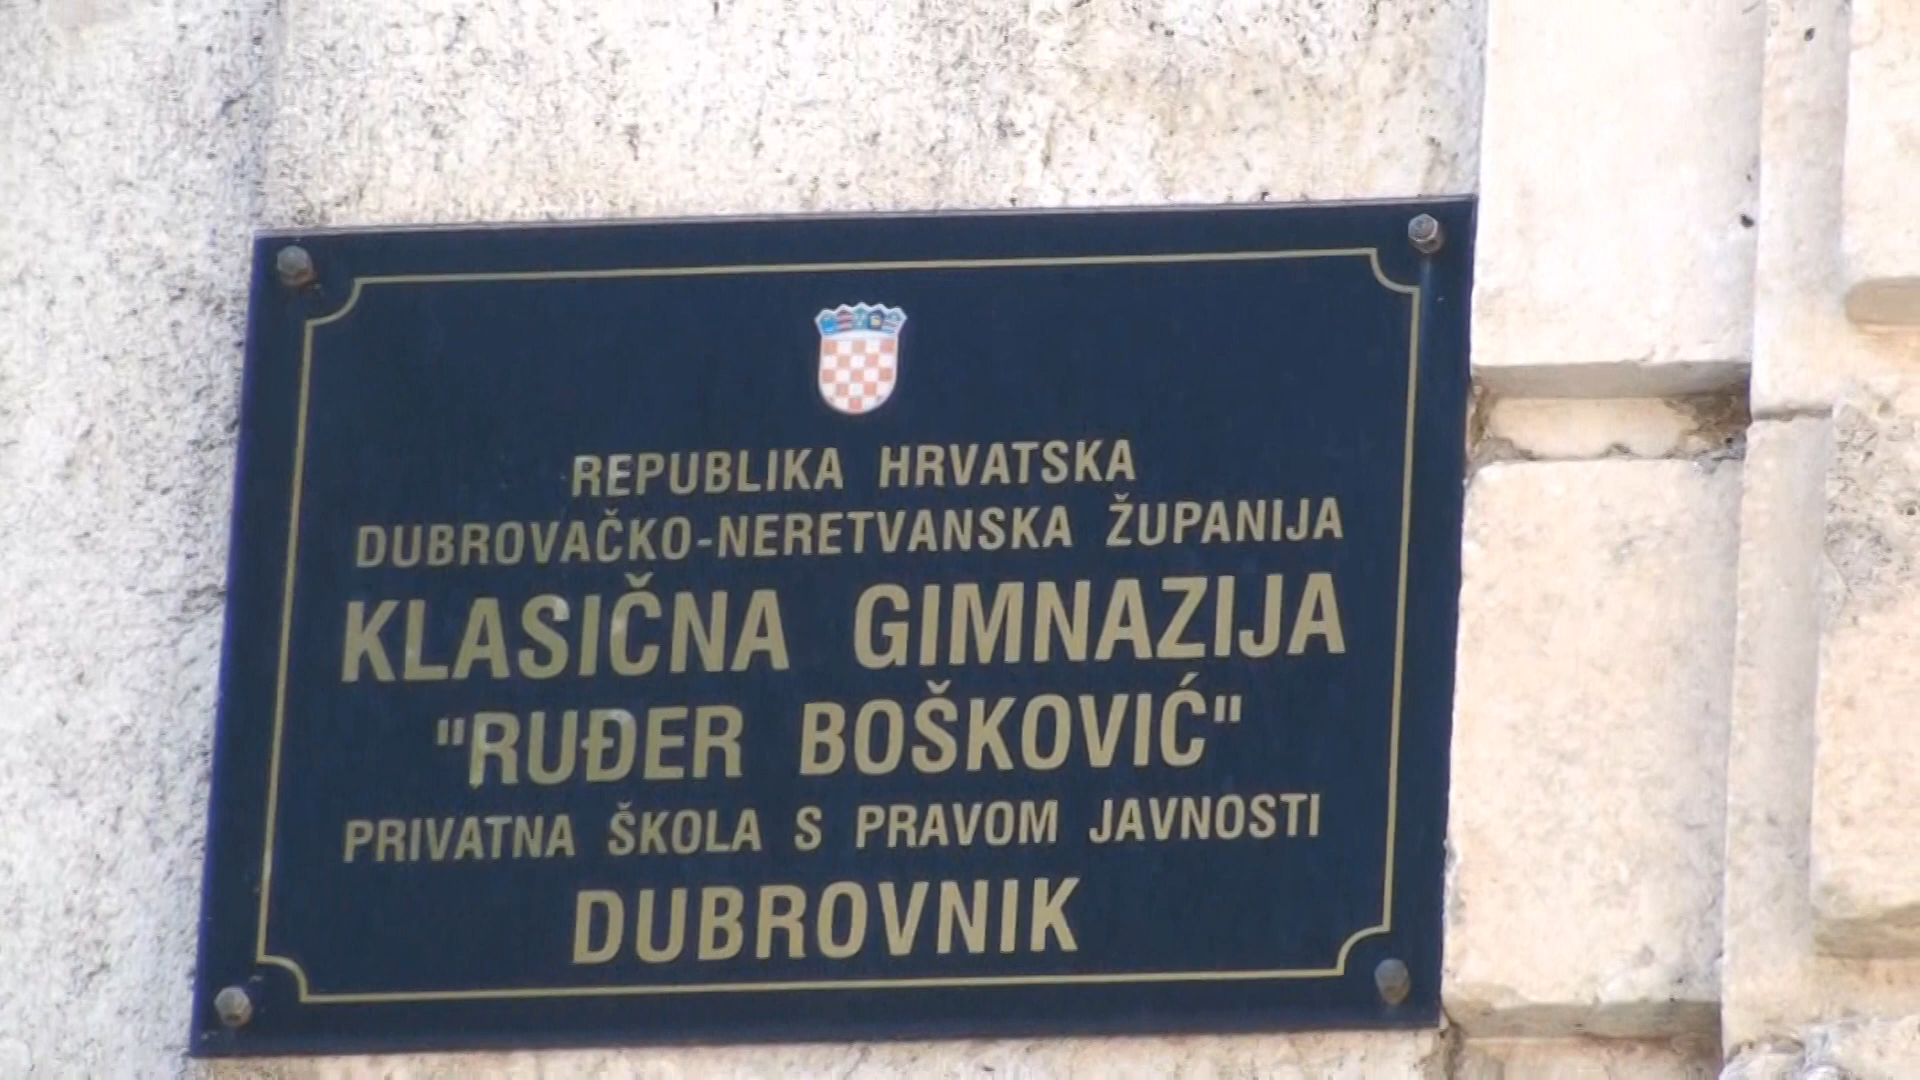 REPUBLIKA HRVATSKA
DUBROVAČKO-NERETVANSKA ŽUPANIJA
KLASIČNA GIMNAZIJA
"RUĐER BOŠKOVIĆ"
PRIVATNA ŠKOLA S PRAVOM JAVNOSTI
DUBROVNIK